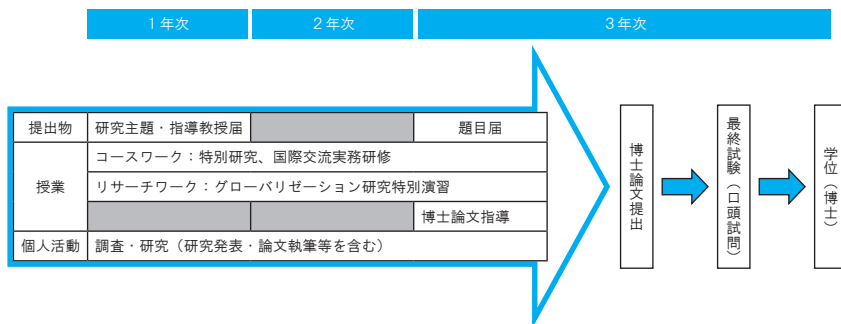 1年次
2年次
3年次
提出物
研究主題・指導教授届
題目届
授業
コースワーク：特別研究、国際交流実務研修
リサーチワーク：グローバリゼーション研究特別演習
博士論文指導
個人活動
調査・研究（研究発表・論文執筆等を含む）
博士論文提出
最終試験（口頭試問）
学位（博士）